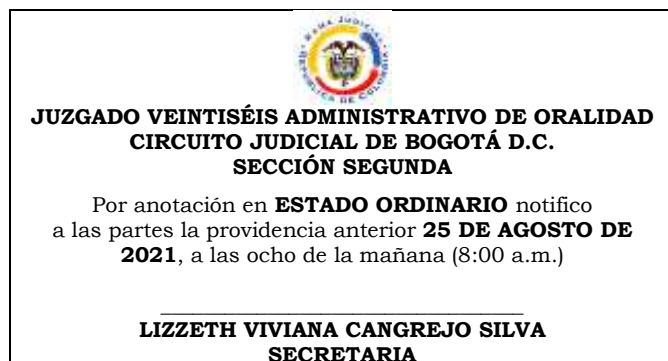 JUZGADO VEINTISÉIS ADMINISTRATIVO DE ORALIDAD
CIRCUITO JUDICIAL DE BOGOTÁ D.C.
SECCIÓN SEGUNDA
Por anotación en ESTADO ORDINARIO notifico
a las partes la providencia anterior 25 DE AGOSTO DE
2021, a las ocho de la mañana (8:00 a.m.)
LIZZETH VIVIANA CANGREJO SILVA
SECRETARIA